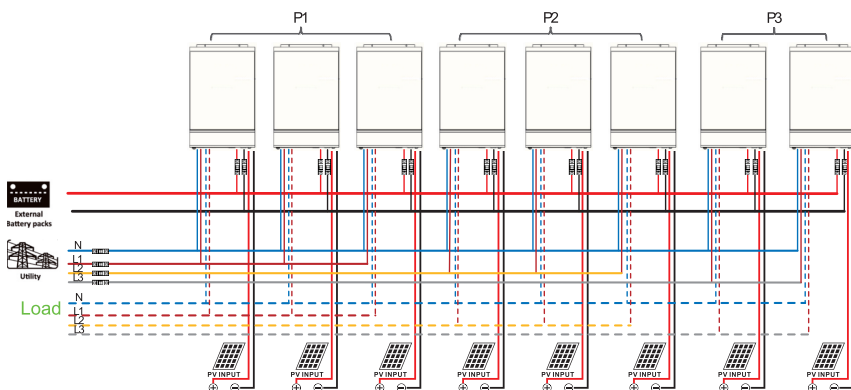 P1 P2 P3
BATTERY
External
Battery packs
N
L1
L2
L3
Utility
N
Load
L1
L2
L3
PV INPUT PV INPUT PV INPUT PV INPUT PV INPUT PV INPUT PV INPUT PV INPUT